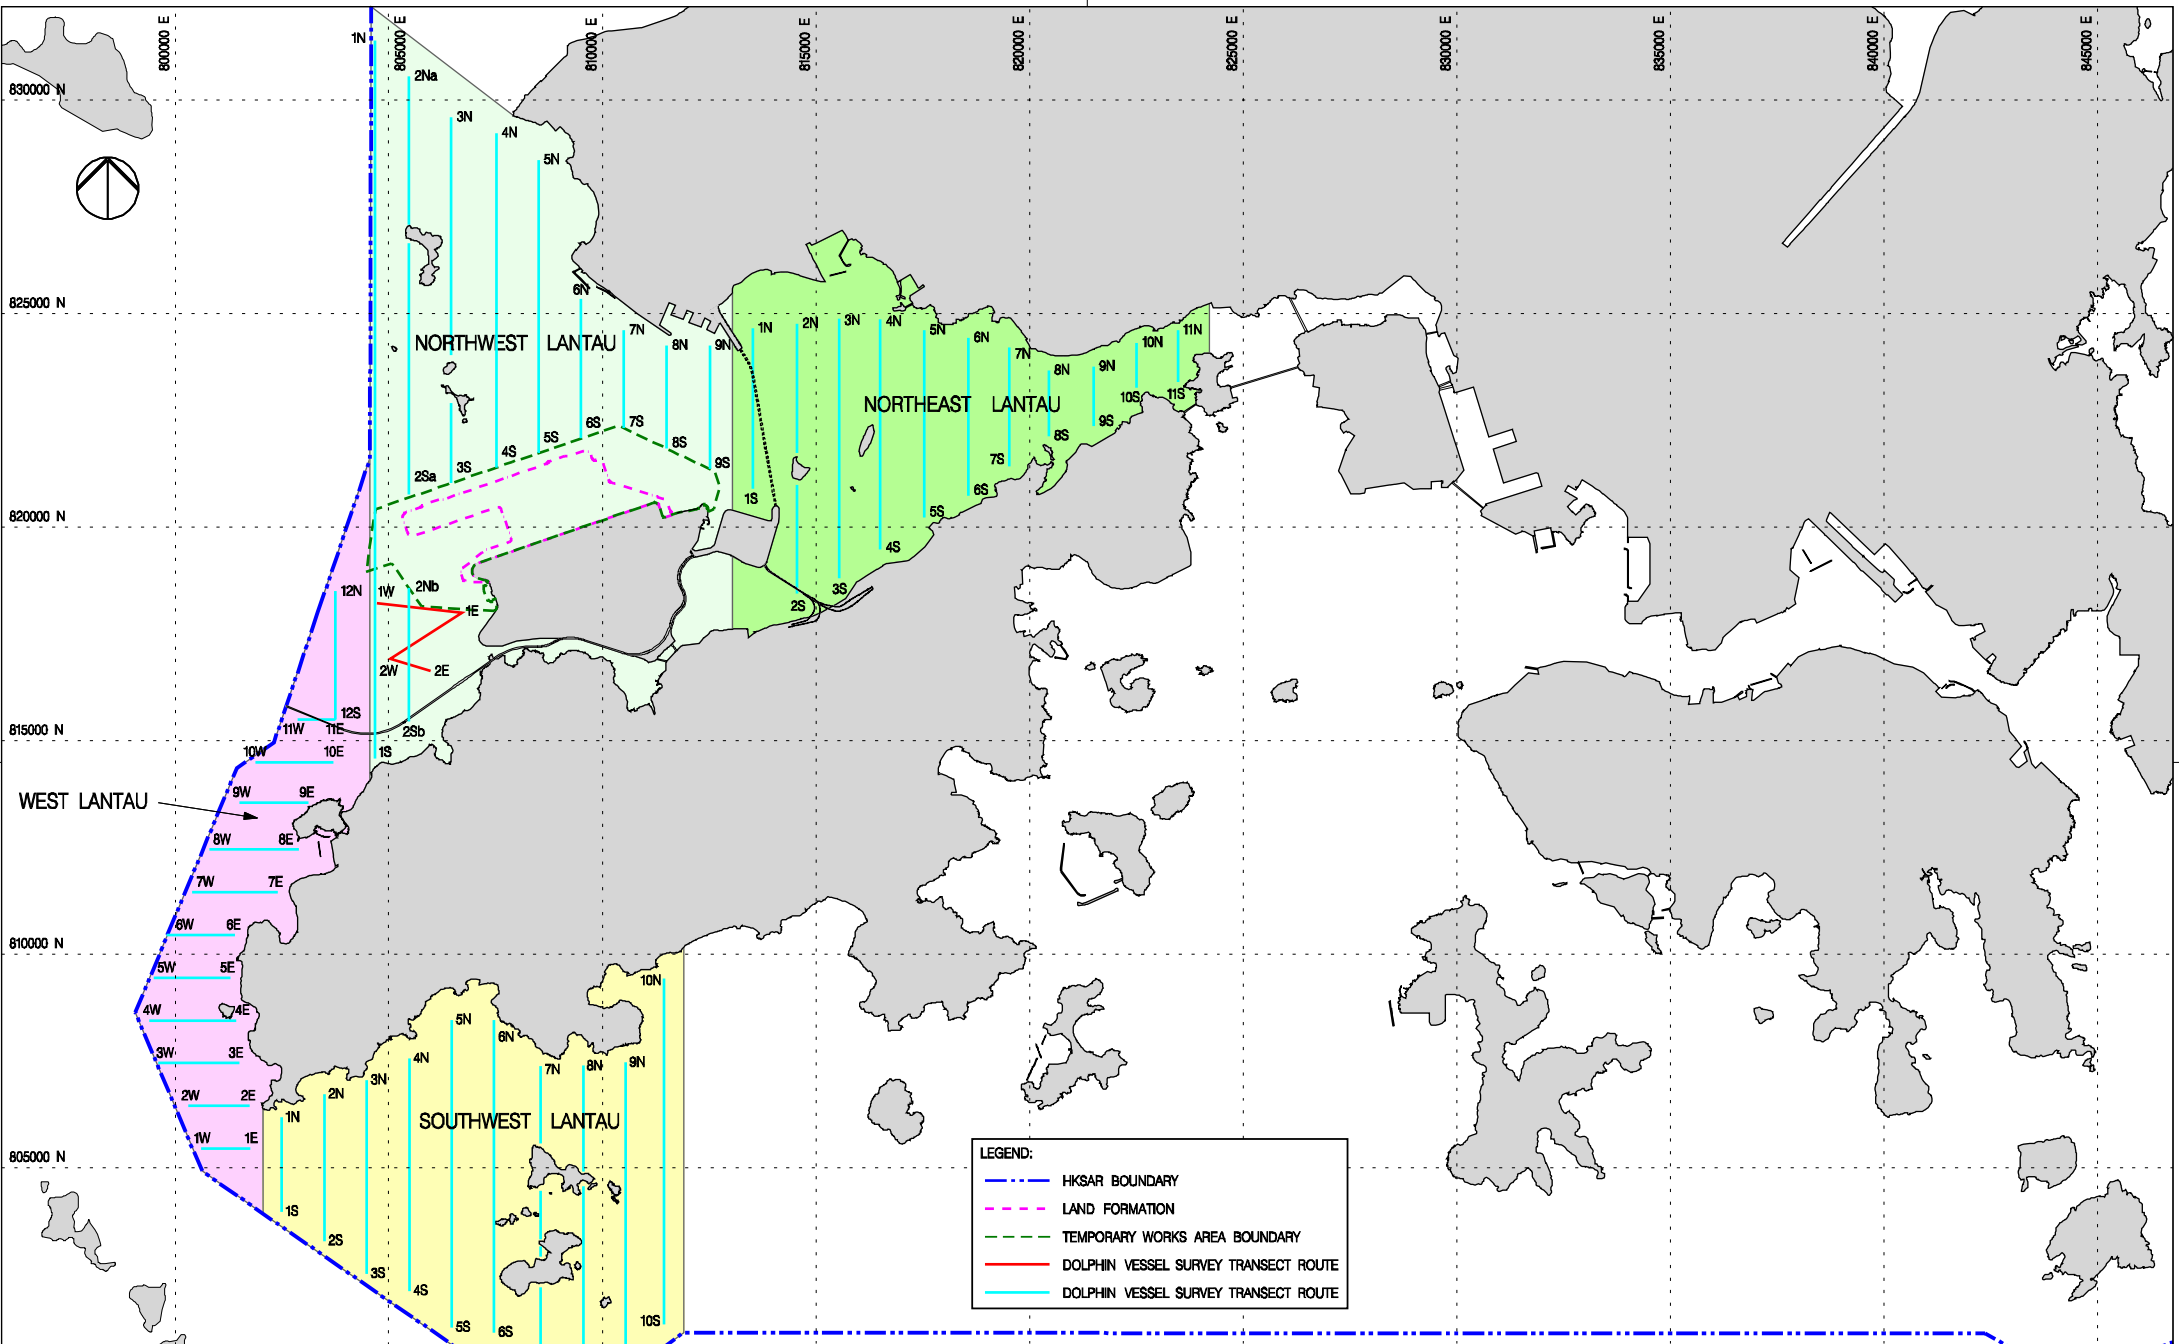 800000 E
805000 E
810000 E
815000 E
820000 E
825000 E
830000 E
835000 E
840000 E
845000 E
830000 N
825000 N
820000 N
815000 N
810000 N
805000 N
1N
2Na
3N
4N
5N
6N
7N
8N
9N
NORTHWEST LANTAU
2Sa
3S
4S
5S
6S
7S
8S
9S
1W
2Nb
1E
2W
2E
2Sb
1S
1N
2N
3N
4N
5N
6N
7N
8N
9N
10N
11N
NORTHEAST LANTAU
1S
2S
3S
4S
5S
6S
7S
8S
9S
10S
11S
12N
12S
11W 11E
10W 10E
WEST LANTAU
9W 9E
8W 8E
7W 7E
6W 6E
5W 5E
4W 4E
3W 3E
2W 2E
1W 1E
1N
2N
3N
4N
5N
6N
7N
8N
9N
10N
SOUTHWEST LANTAU
1S
2S
3S
4S
5S
6S
10S
LEGEND:
HKSAR BOUNDARY
LAND FORMATION
TEMPORARY WORKS AREA BOUNDARY
DOLPHIN VESSEL SURVEY TRANSECT ROUTE
DOLPHIN VESSEL SURVEY TRANSECT ROUTE